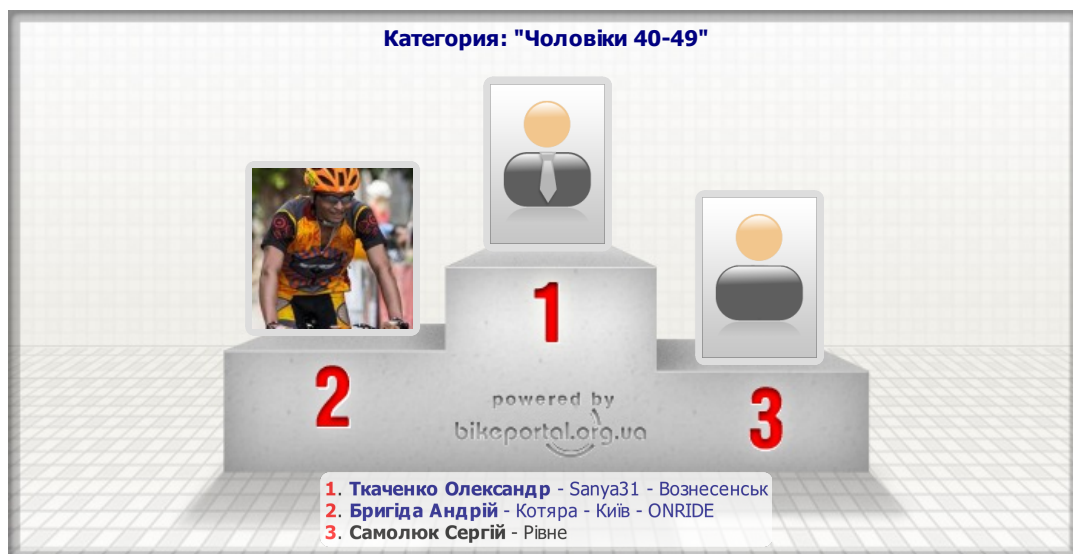 Категория: "Чоловіки 40-49"
1
2
3
powered by
bikeportal.org.ua
1. Ткаченко Олександр - Sanya31 - Вознесенськ
2. Бригіда Андрій - Котяра - Київ - ONRIDE
3. Самолюк Сергій - Рівне